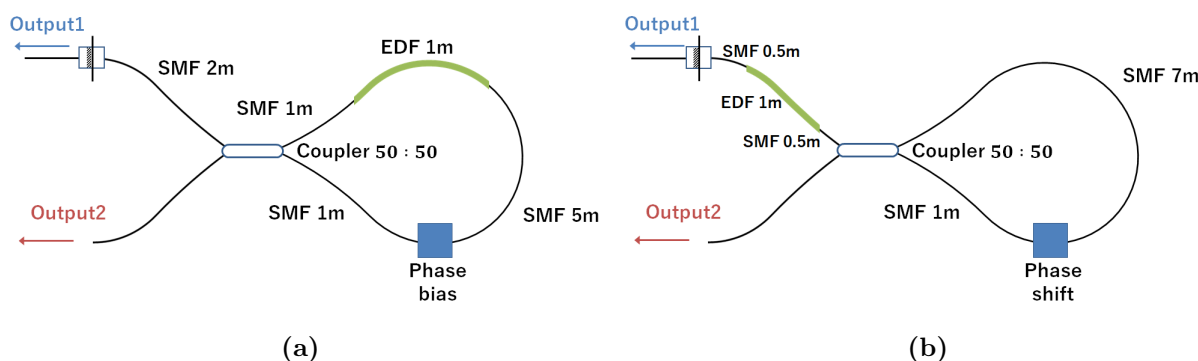 Output1
SMF 2m
EDF 1m
SMF 1m
Coupler 50 : 50
Output2
SMF 1m
SMF 5m
Phase
bias
(a)
Output1
SMF 0.5m
EDF 1m
SMF 0.5m
SMF 7m
Coupler 50 : 50
Output2
SMF 1m
Phase
shift
(b)